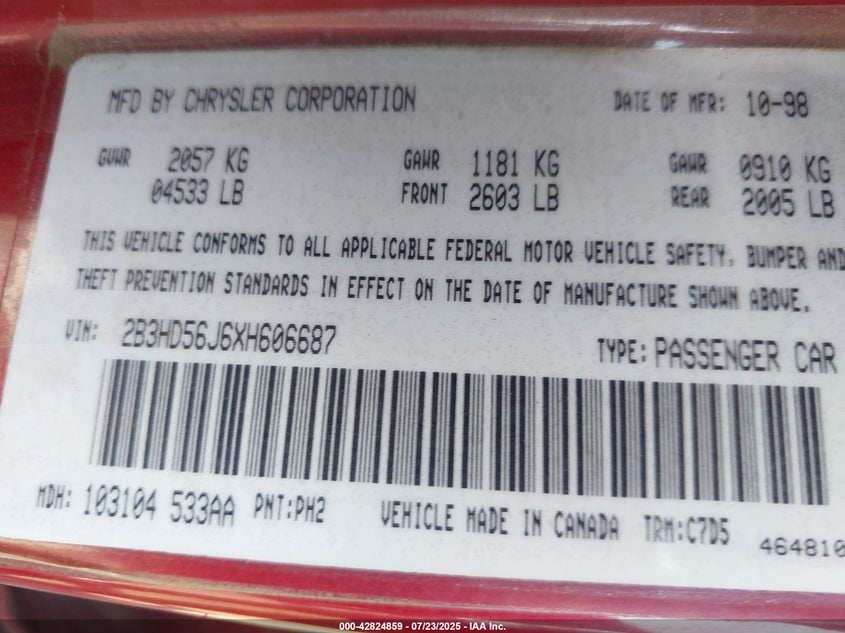 MFD BY CHRYSLER CORPORATION DATE OF MFR: 10-98
GVWR 2057 KG GAWR 1181 KG GAWR 0910 KG
04533 LB FRONT 2603 LB REAR 2005 LB
THIS VEHICLE CONFORMS TO ALL APPLICABLE FEDERAL MOTOR VEHICLE SAFETY, BUMPER AND
THEFT PREVENTION STANDARDS IN EFFECT ON THE DATE OF MANUFACTURE SHOWN ABOVE.
VIN: 2B3HD56J6XH606687 TYPE: PASSENGER CAR
MDH: 103104 533AA PNT:PH2 VEHICLE MADE IN CANADA TRM:C7D5
464810
000-42824859 - 07/23/2025 - IAA Inc.